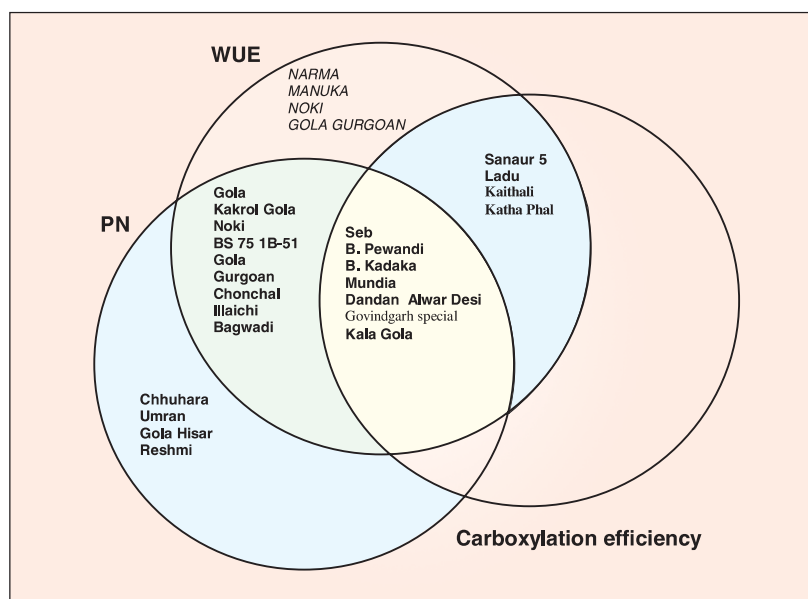 WUE
NARMA
MANUKA
NOKI
GOLA GURGOAN
Sanaur 5
Ladu
Kaithali
Katha Phal
PN
Gola
Kakrol Gola
Noki
BS 75 1B-51
Gola
Gurgoan
Chonchal
Illaichi
Bagwadi
Seb
B. Pewandi
B. Kadaka
Mundia
Dandan Alwar Desi
Govindgarh special
Kala Gola
Chhuhara
Umran
Gola Hisar
Reshmi
Carboxylation efficiency